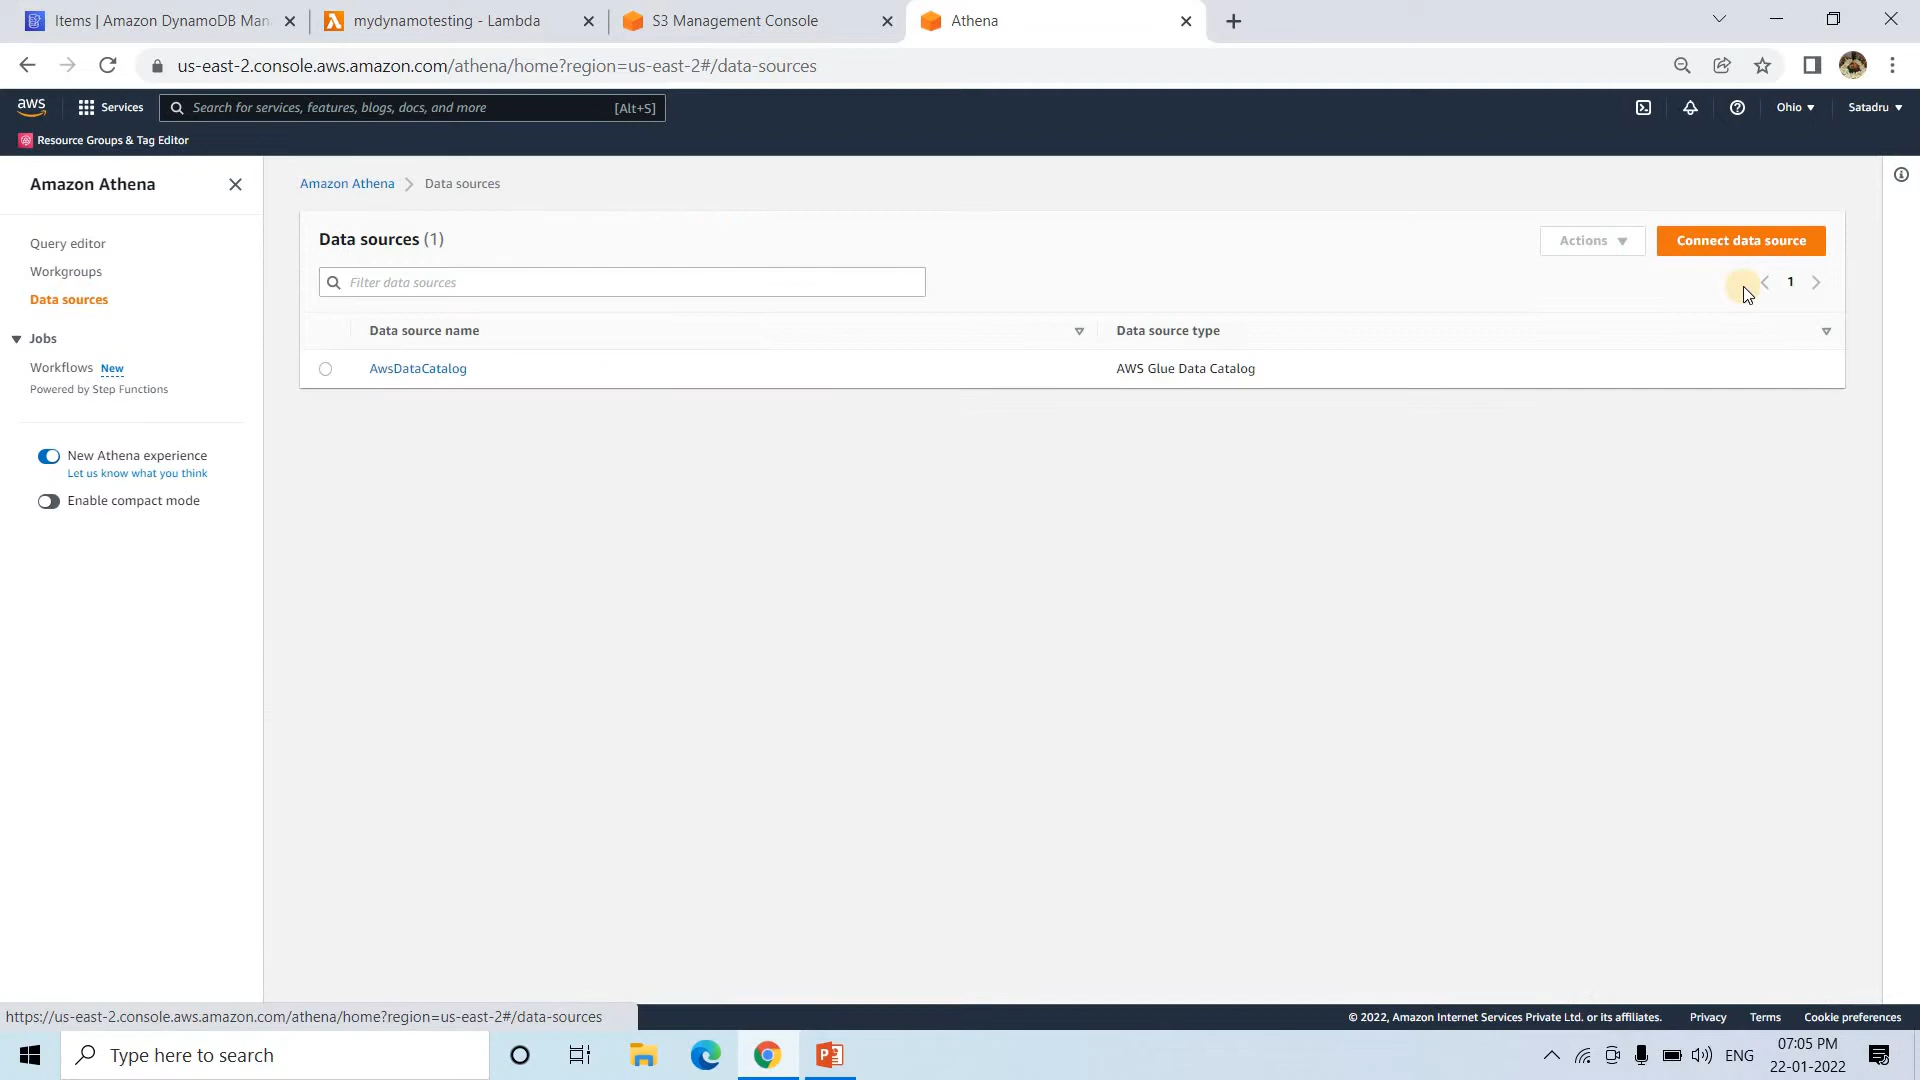 Items | Amazon DynamoDB Man
mydynamotesting - Lambda
S3 Management Console
Athena
us-east-2.console.aws.amazon.com/athena/home?region=us-east-2#/data-sources
aws
Services
Search for services, features, blogs, docs, and more
[Alt+S]
Ohio
Satadru
Resource Groups & Tag Editor
Amazon Athena
Query editor
Workgroups
Data sources
Jobs
Workflows New
Powered by Step Functions
New Athena experience
Let us know what you think
Enable compact mode
Amazon Athena > Data sources
Data sources (1)
Actions
Connect data source
Filter data sources
1
Data source name
Data source type
AwsDataCatalog
AWS Glue Data Catalog
https://us-east-2.console.aws.amazon.com/athena/home?region=us-east-2#/data-sources
© 2022, Amazon Internet Services Private Ltd. or its affiliates.
Privacy
Terms
Cookie preferences
Type here to search
ENG
07:05 PM
22-01-2022